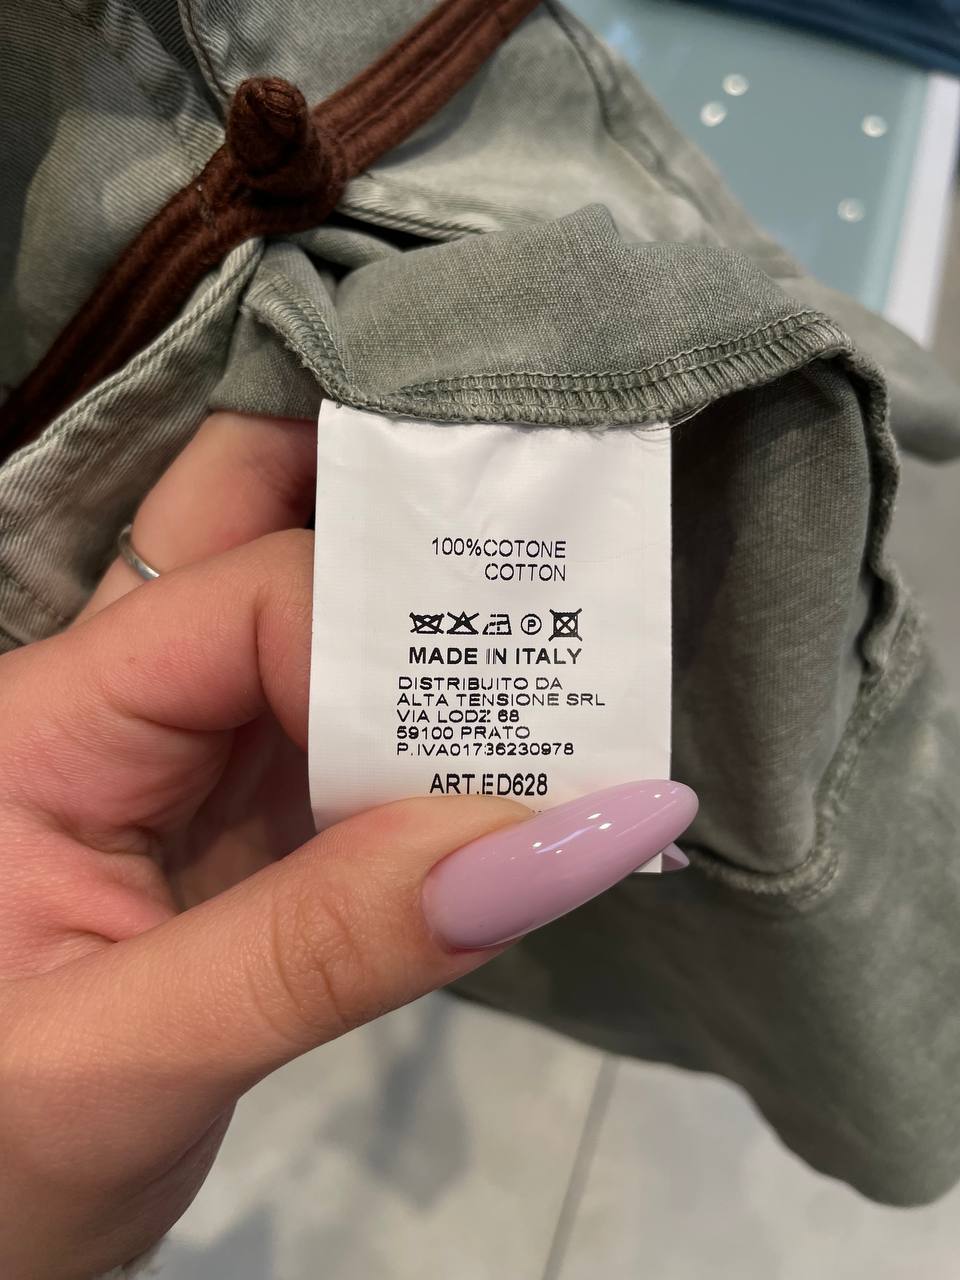 100%COTONE
COTTON
P
MADE IN ITALY
DISTRIBUITO DA
ALTA TENSIONE SRL
VIA LODZ 68
59100 PRATO
P.IVA01736230978
ART.ED628